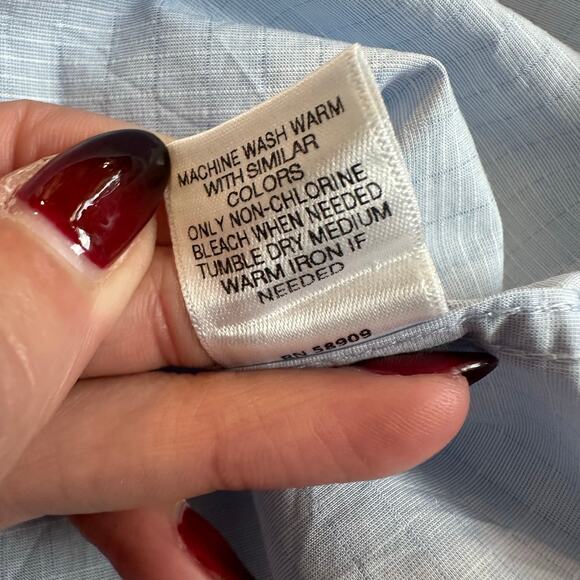 MACHINE WASH WARM
WITH SIMILAR
COLORS
ONLY NON-CHLORINE
BLEACH WHEN NEEDED
TUMBLE DRY MEDIUM
WARM IRON IF
NEEDED
RN 58909